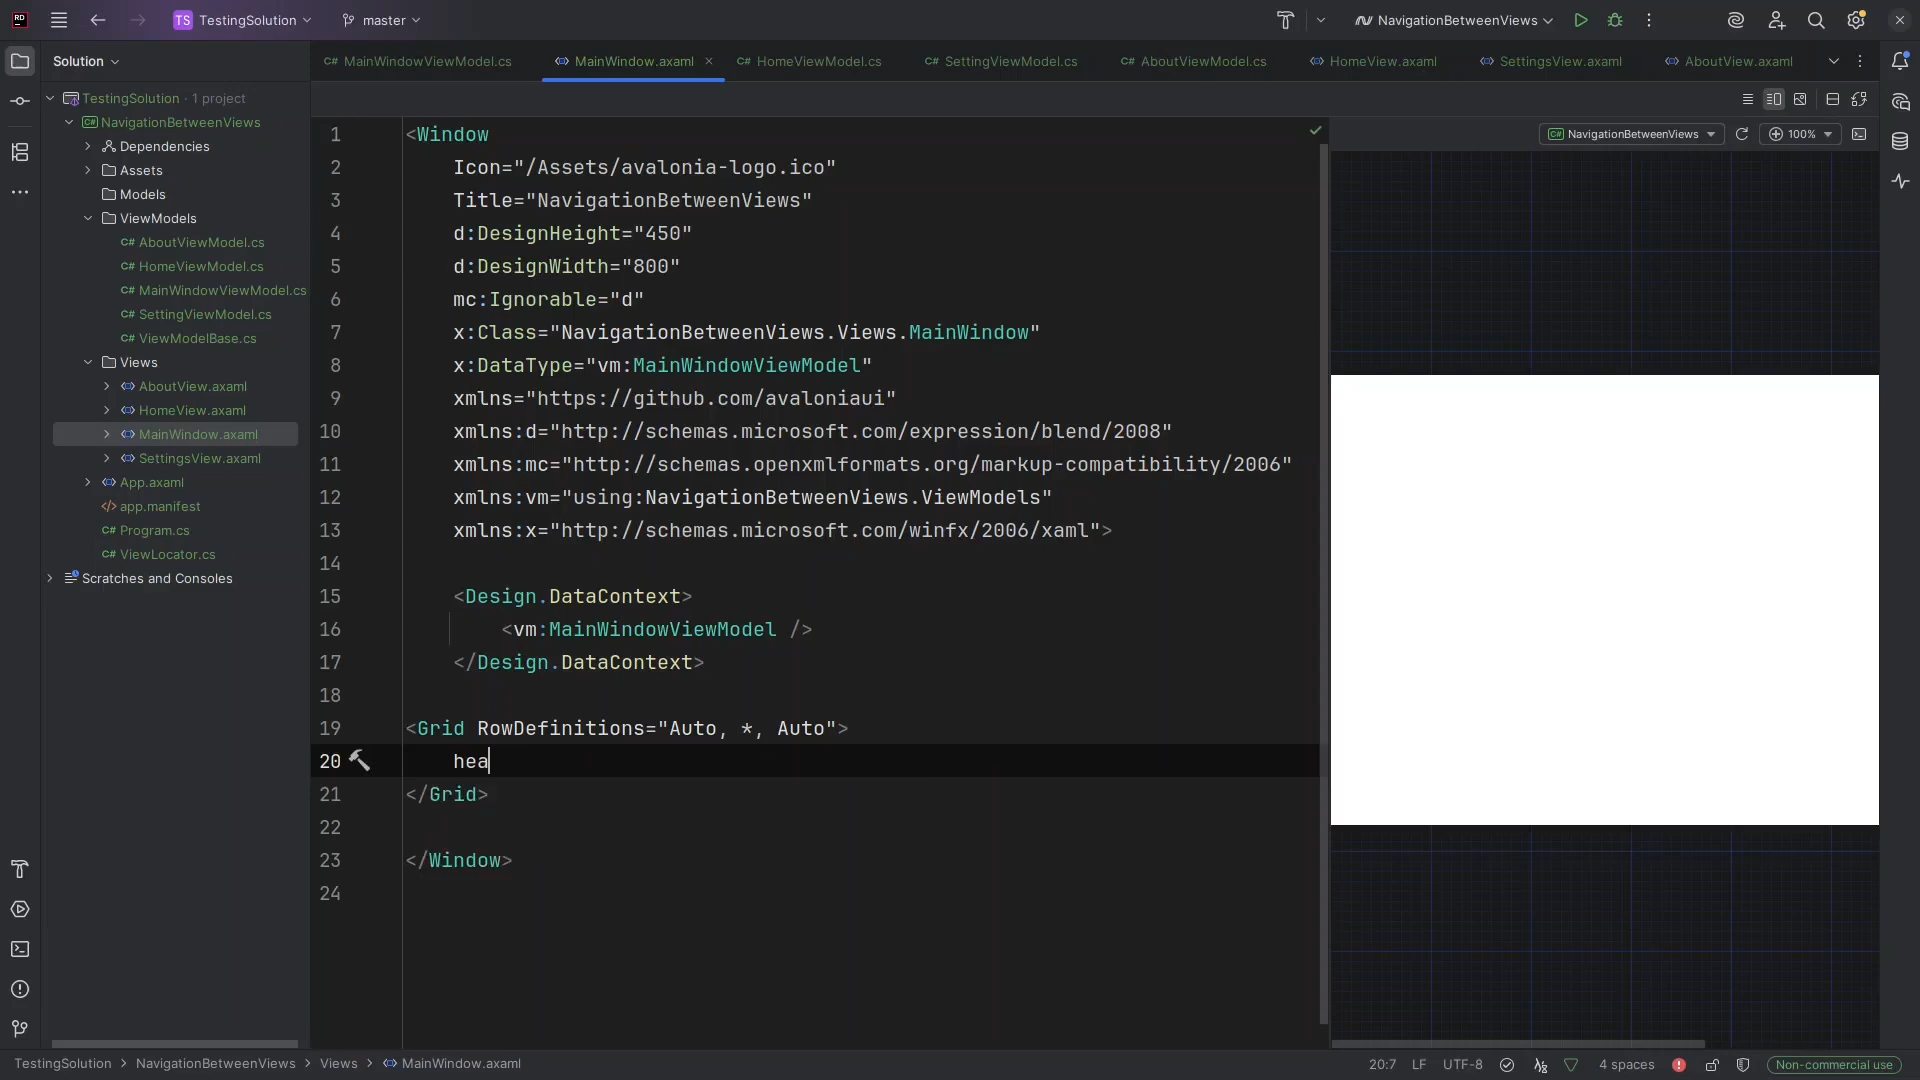 RD TS TestingSolution master NavigationBetweenViews
Solution
MainWindowViewModel.cs MainWindow.axaml HomeViewModel.cs SettingViewModel.cs AboutViewModel.cs HomeView.axaml SettingsView.axaml AboutView.axaml
TestingSolution · 1 project
C# NavigationBetweenViews
Dependencies
Assets
Models
ViewModels
C# AboutViewModel.cs
C# HomeViewModel.cs
C# MainWindowViewModel.cs
C# SettingViewModel.cs
C# ViewModelBase.cs
Views
AboutView.axaml
HomeView.axaml
MainWindow.axaml
SettingsView.axaml
App.axaml
app.manifest
C# Program.cs
C# ViewLocator.cs
Scratches and Consoles
1 <Window
2 Icon="/Assets/avalonia-logo.ico"
3 Title="NavigationBetweenViews"
4 d:DesignHeight="450"
5 d:DesignWidth="800"
6 mc:Ignorable="d"
7 x:Class="NavigationBetweenViews.Views.MainWindow"
8 x:DataType="vm:MainWindowViewModel"
9 xmlns="https://github.com/avaloniaui"
10 xmlns:d="http://schemas.microsoft.com/expression/blend/2008"
11 xmlns:mc="http://schemas.openxmlformats.org/markup-compatibility/2006"
12 xmlns:vm="using:NavigationBetweenViews.ViewModels"
13 xmlns:x="http://schemas.microsoft.com/winfx/2006/xaml">
14
15 <Design.DataContext>
16 <vm:MainWindowViewModel />
17 </Design.DataContext>
18
19 <Grid RowDefinitions="Auto, *, Auto">
20 hea
21 </Grid>
22
23 </Window>
24
C# NavigationBetweenViews 100%
TestingSolution > NavigationBetweenViews > Views > MainWindow.axaml
20:7 LF UTF-8 4 spaces Non-commercial use